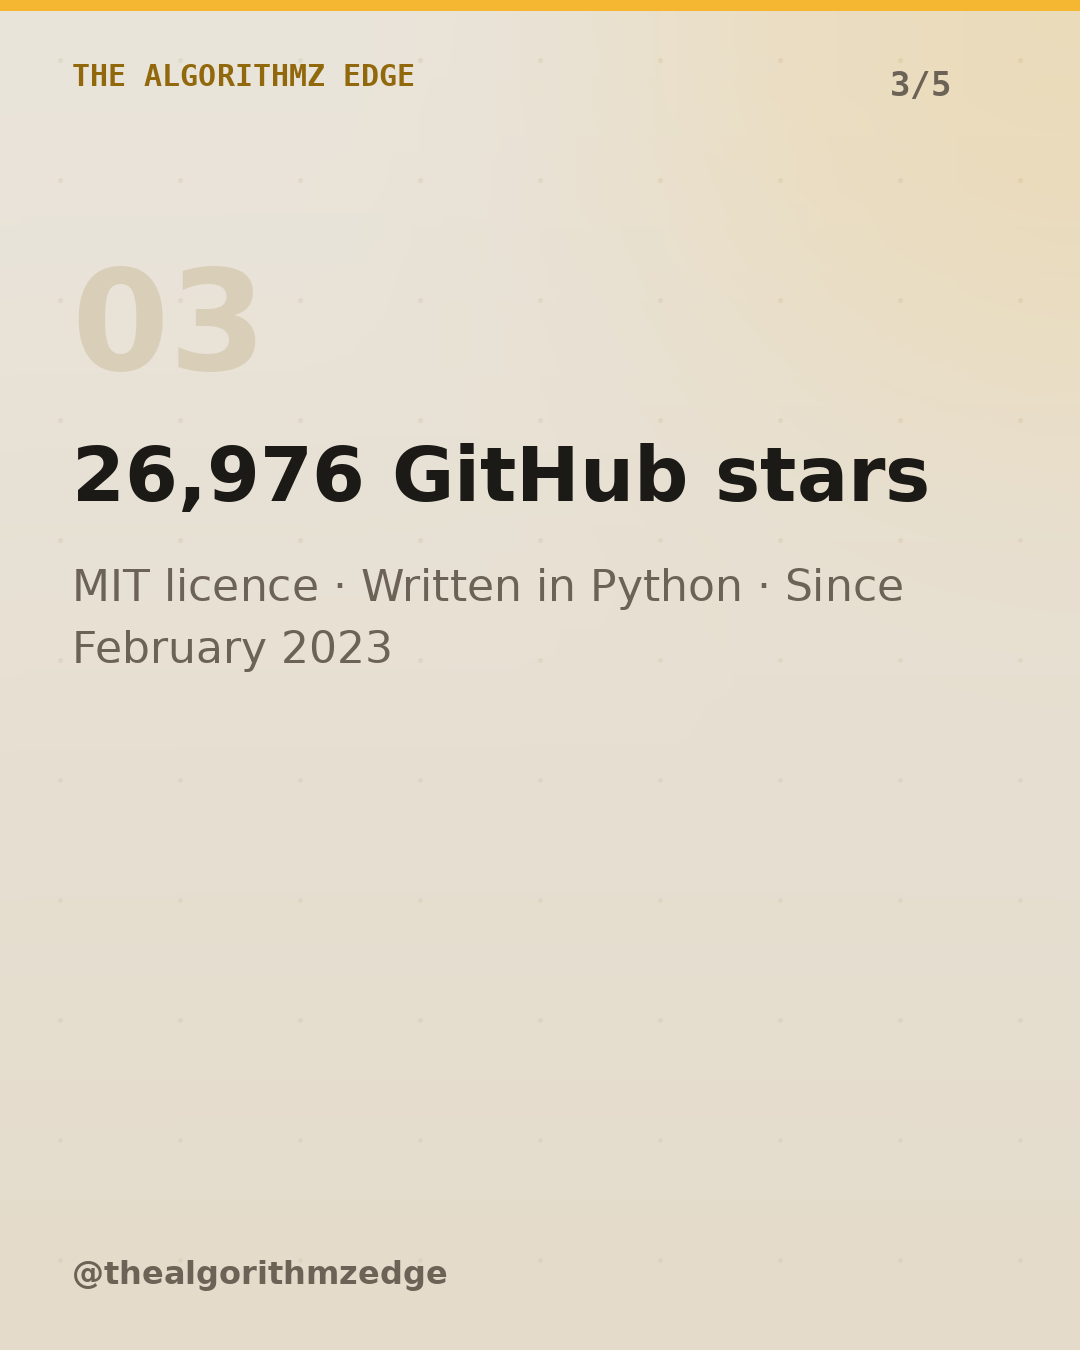 THE ALGORITHMZ EDGE
3/5
03
26,976 GitHub stars
MIT licence · Written in Python · Since
February 2023
@thealgorithmzedge